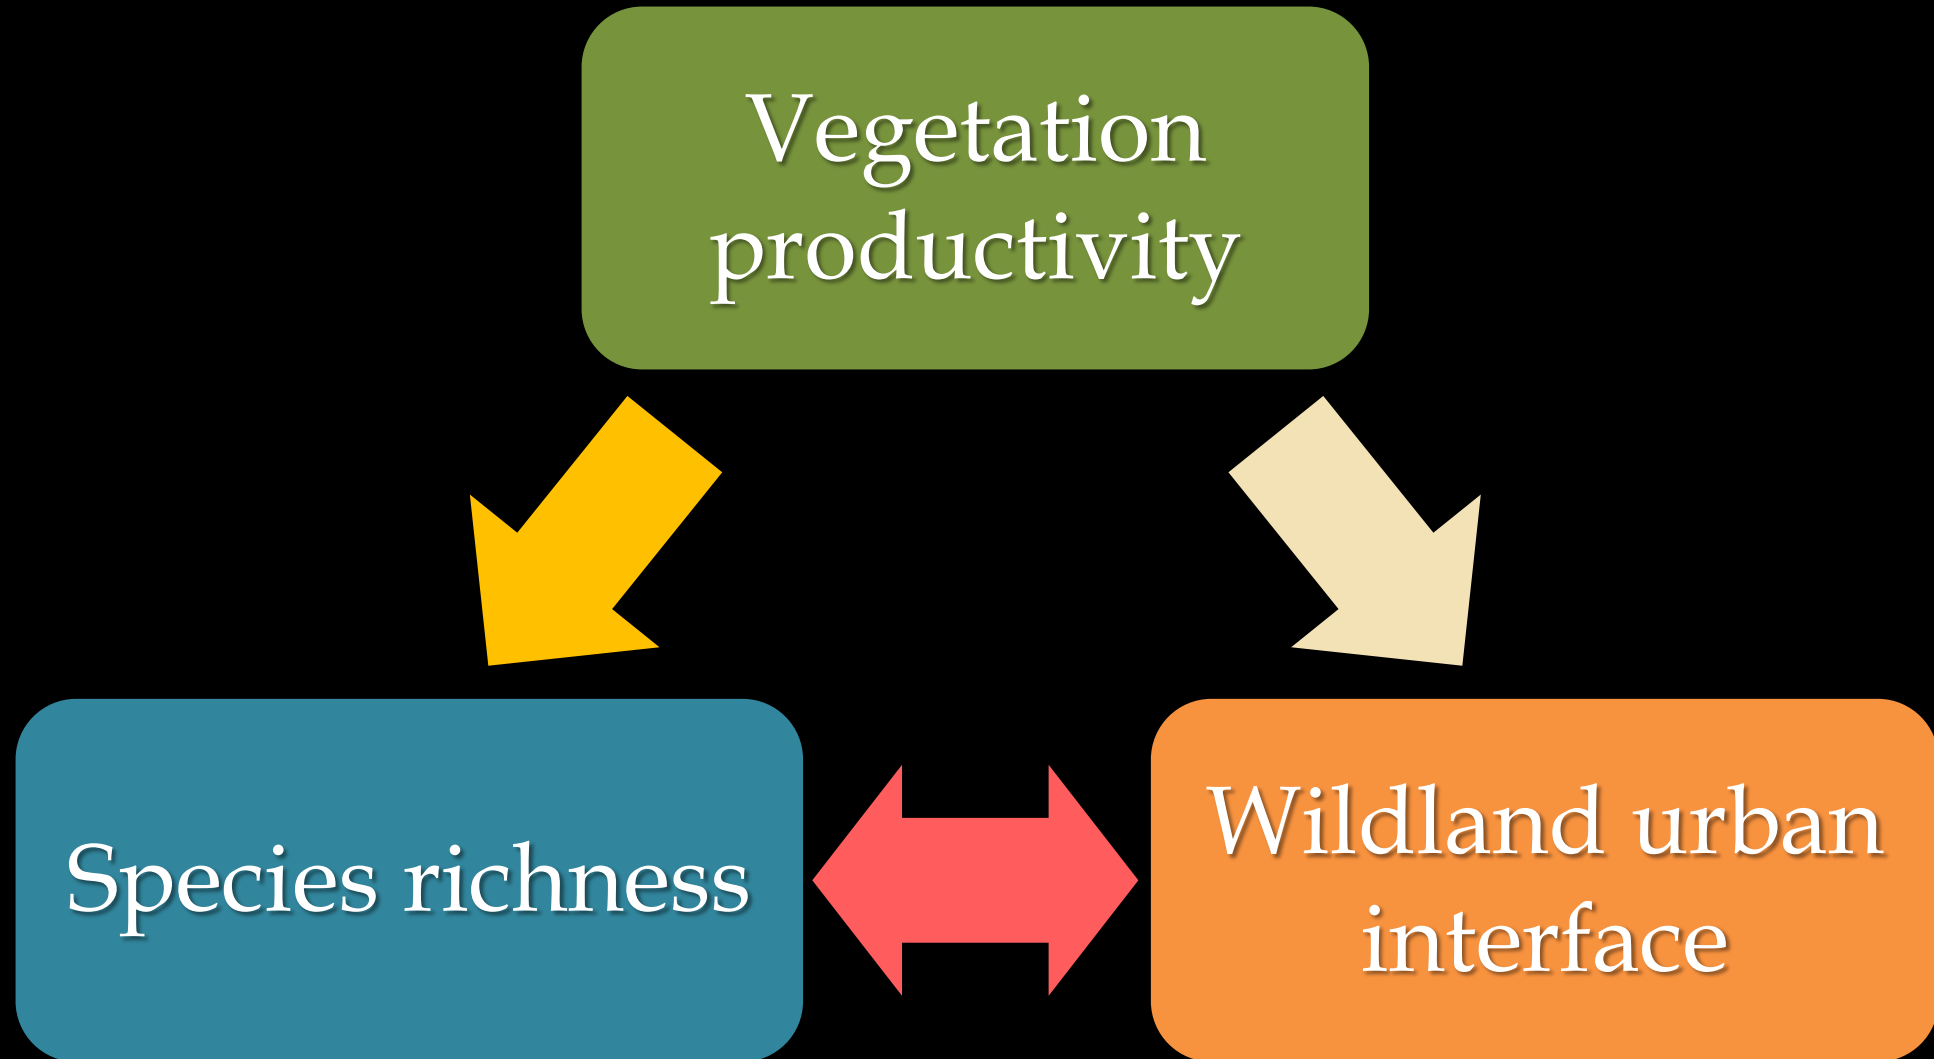 Vegetation
productivity
Species richness
Wildland urban
interface